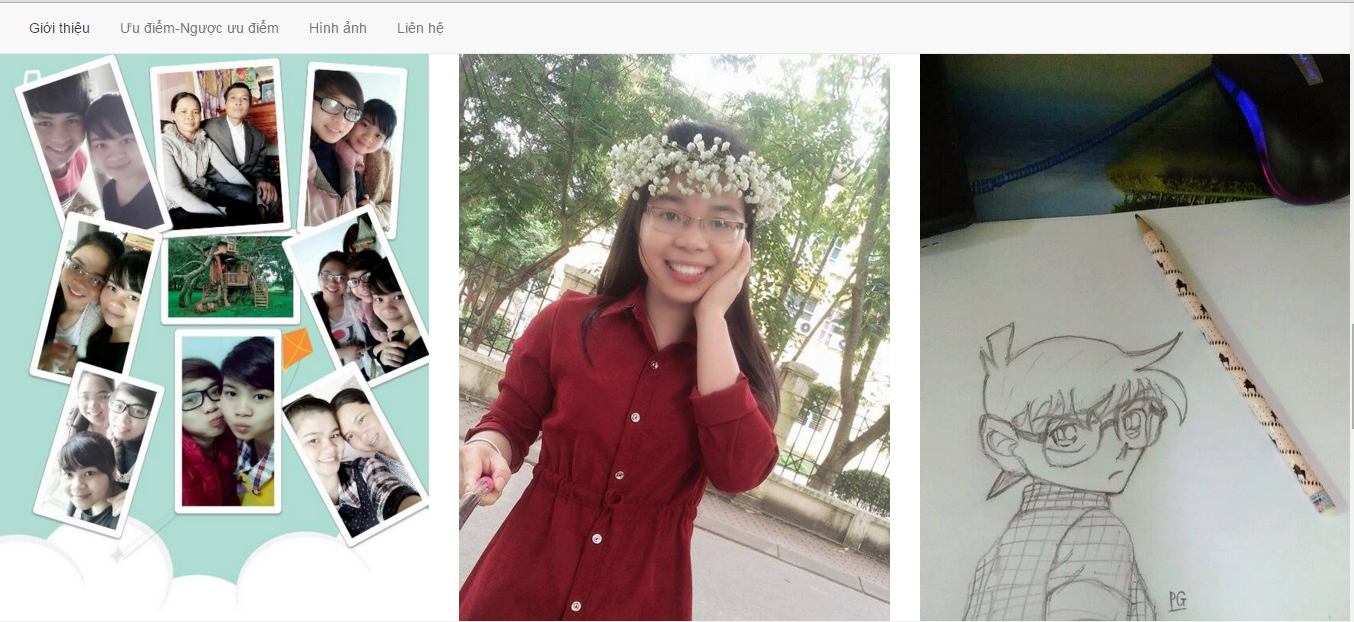 Giới thiệu Ưu điểm-Ngược ưu điểm Hình ảnh Liên hệ
PG